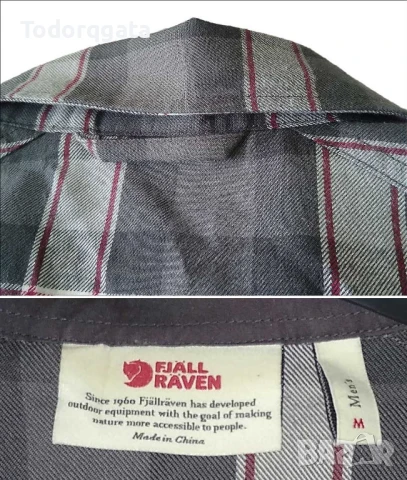 Todorqgata
FJÄLL
RÄVEN
Since 1960 Fjällräven has developed
outdoor equipment with the goal of making
nature more accessible to people.
Made in China
Men's
M
BAZAR